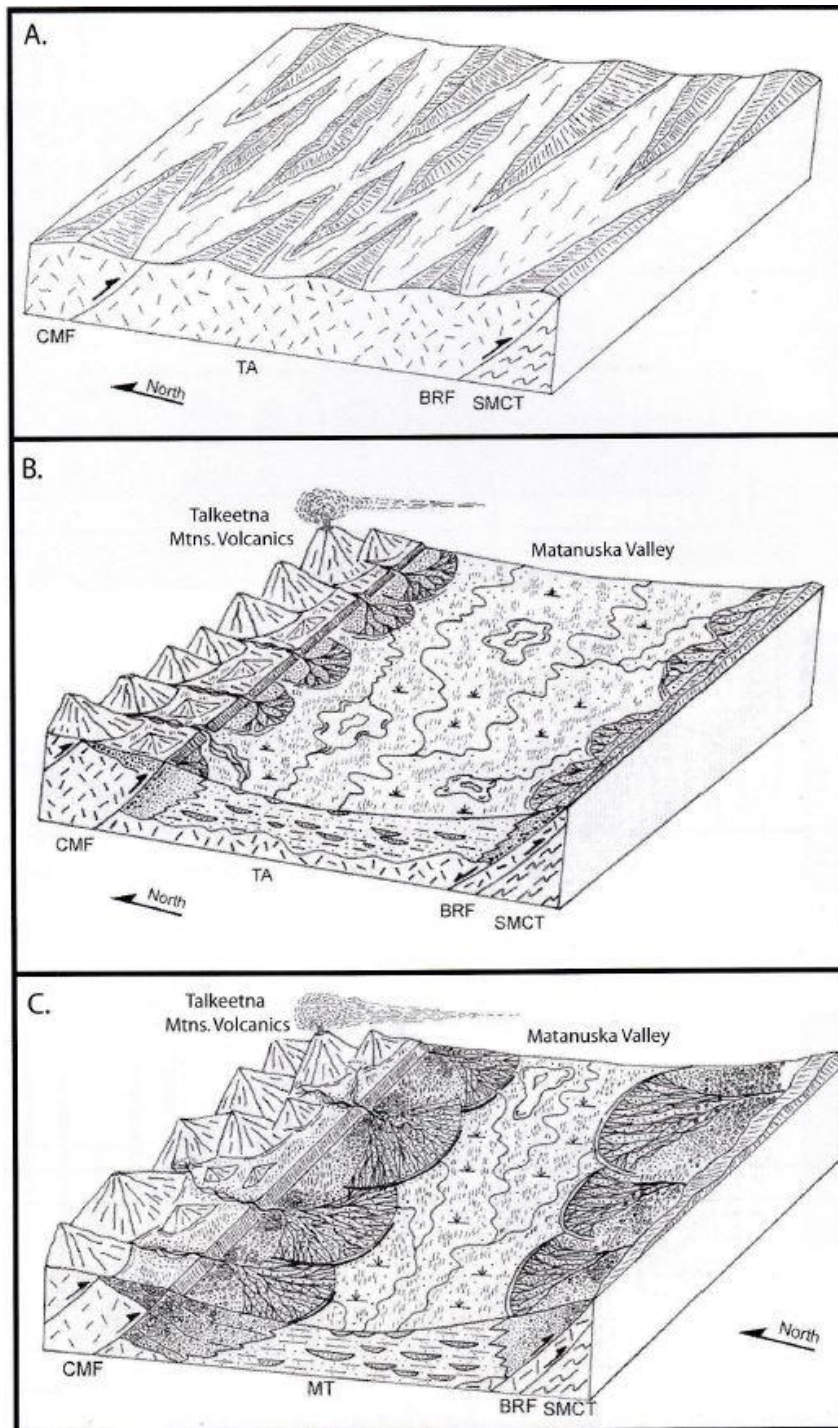 A.
CMF
TA
BRF SMCT
North
B.
Talkeetna
Mtns. Volcanics
Matanuska Valley
CMF
TA
BRF
SMCT
North
C.
Talkeetna
Mtns. Volcanics
Matanuska Valley
North
CMF
MT
BRF SMCT